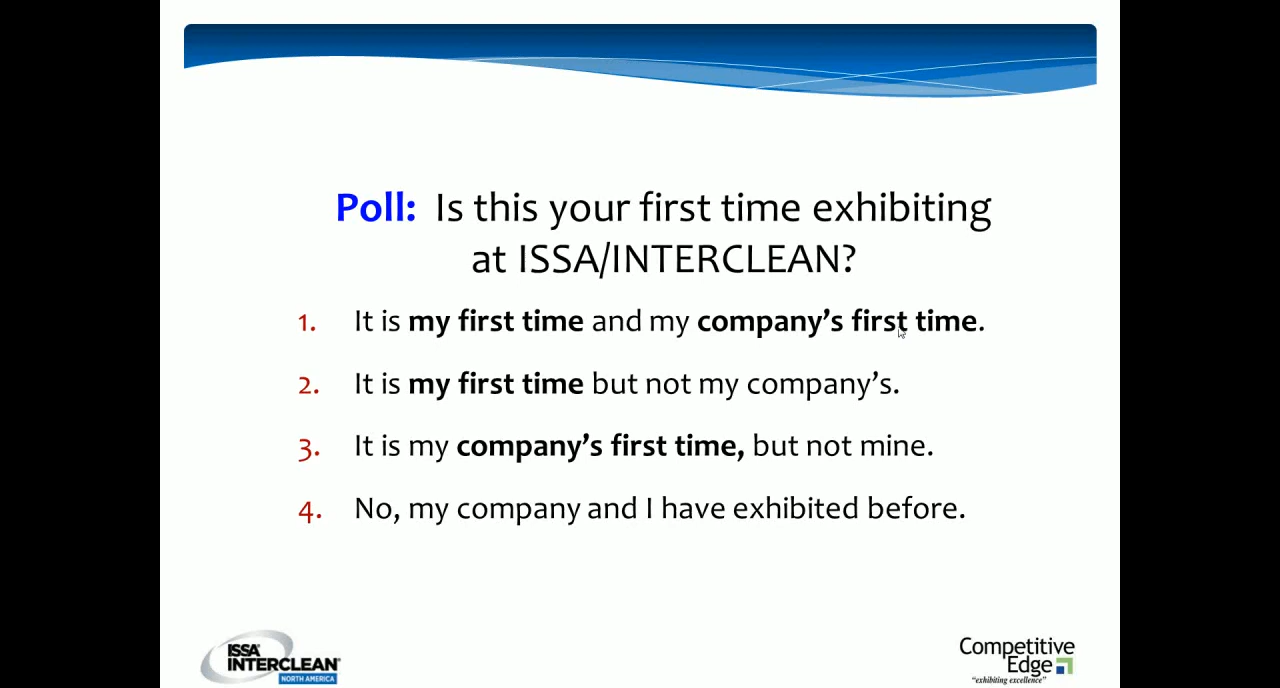 Poll: Is this your first time exhibiting
at ISSA/INTERCLEAN?
1. It is my first time and my company’s first time.
2. It is my first time but not my company’s.
3. It is my company’s first time, but not mine.
4. No, my company and I have exhibited before.
ISSA
INTERCLEAN
NORTH AMERICA
Competitive
Edge
“exhibiting excellence”